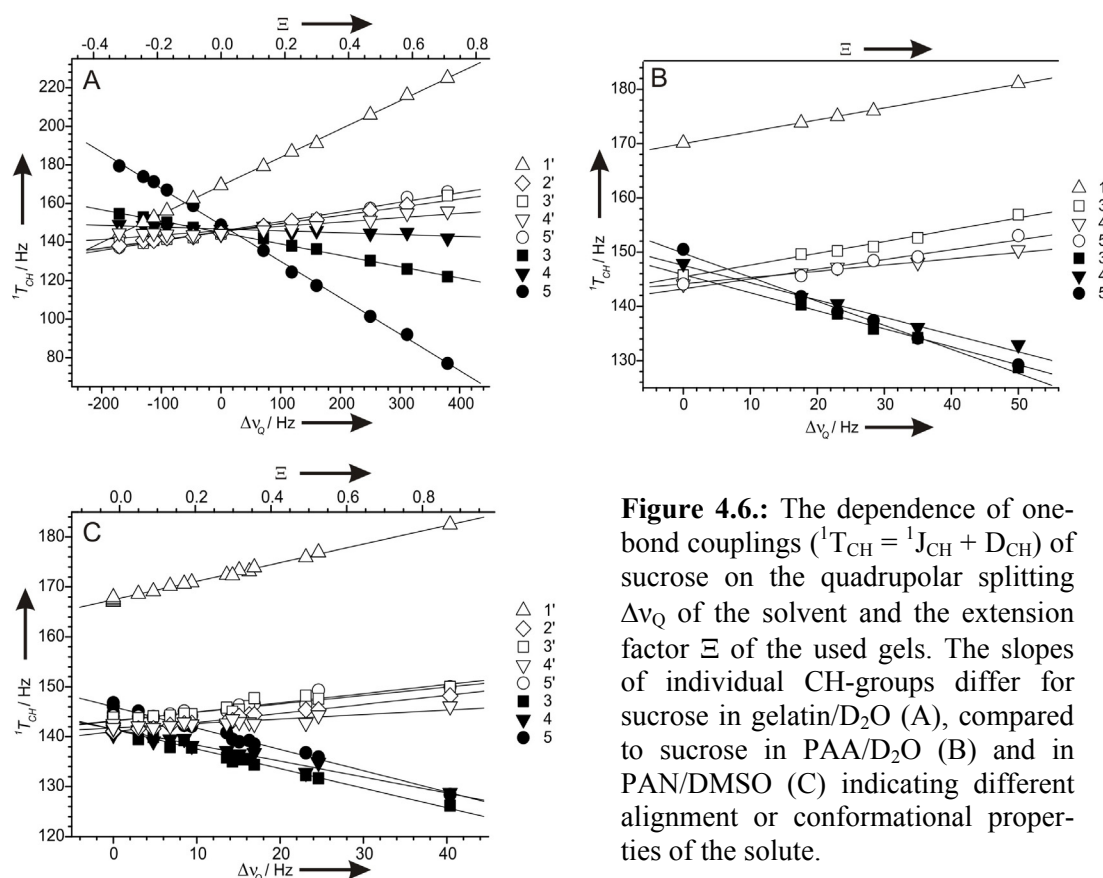 Ξ
-0.4 -0.2 0.0 0.2 0.4 0.6 0.8
A
220
200
180
160
140
120
100
80
¹T_CH / Hz
-200 -100 0 100 200 300 400
Δν_Q / Hz
1'
2'
3'
4'
5'
3
4
5
Ξ
B
180
170
160
150
140
130
¹T_CH / Hz
0 10 20 30 40 50
Δν_Q / Hz
1
3
5
3
5
Ξ
0.0 0.2 0.4 0.6 0.8
C
180
170
160
150
140
130
120
¹T_CH / Hz
0 10 20 30 40
Δν_Q / Hz
1'
2'
3'
4'
5'
3
4
5
Figure 4.6.: The dependence of one-
bond couplings (¹T_CH = ¹J_CH + D_CH) of
sucrose on the quadrupolar splitting
Δν_Q of the solvent and the extension
factor Ξ of the used gels. The slopes
of individual CH-groups differ for
sucrose in gelatin/D₂O (A), compared
to sucrose in PAA/D₂O (B) and in
PAN/DMSO (C) indicating different
alignment or conformational proper-
ties of the solute.